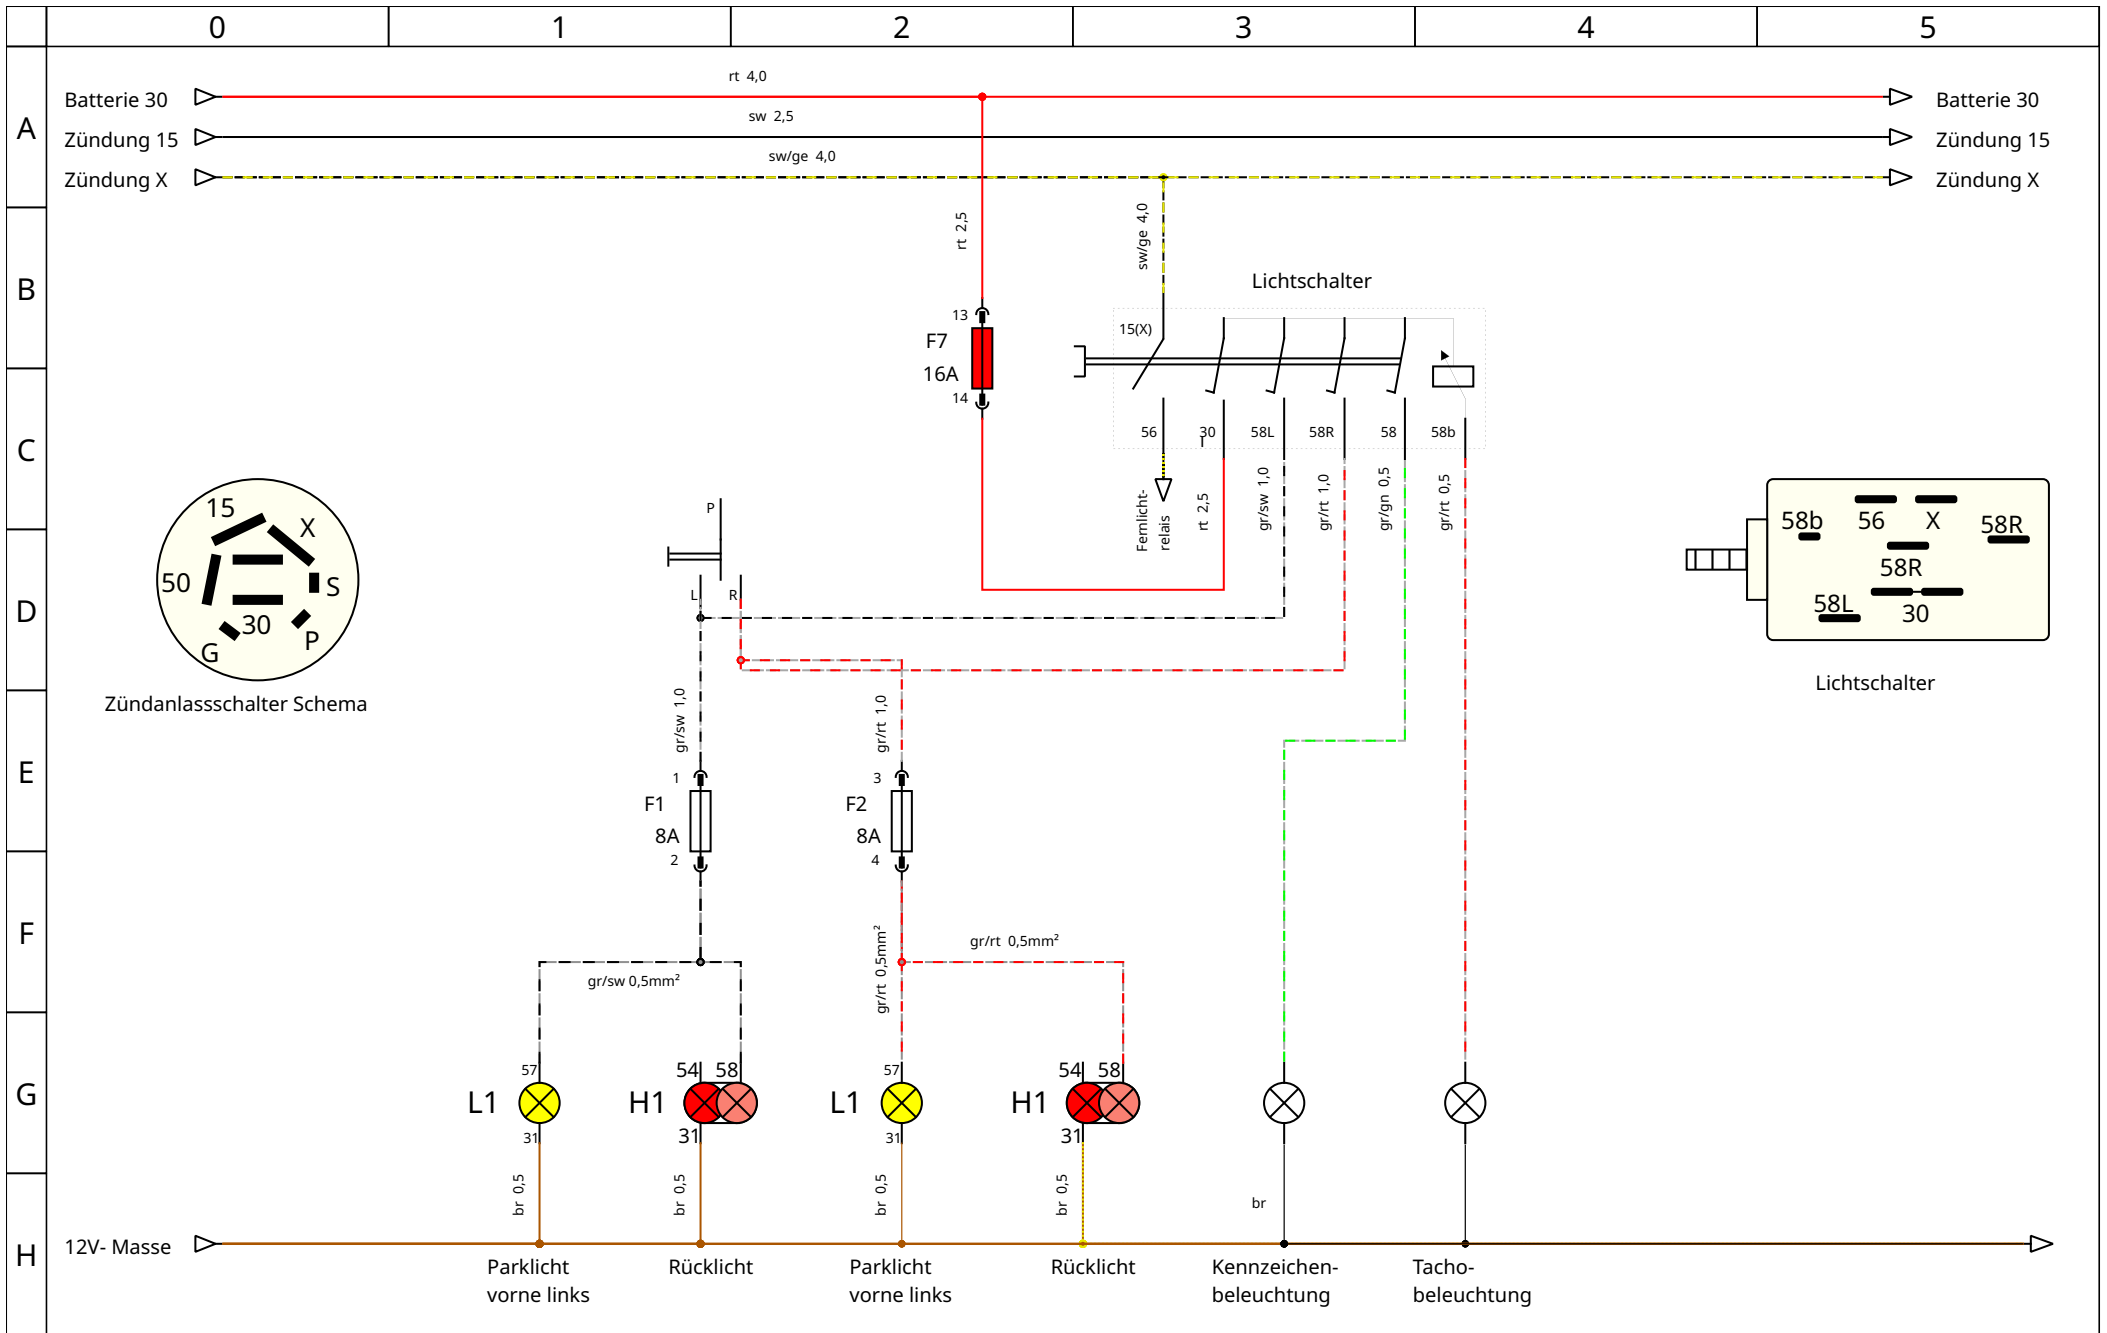 0 1 2 3 4 5
A
B
C
D
E
F
G
H
rt 4,0
Batterie 30
Batterie 30
sw 2,5
Zündung 15
Zündung 15
sw/ge 4,0
Zündung X
Zündung X
rt 2,5
sw/ge 4,0
Lichtschalter
13
F7
16A
14
15(X)
56 30 58L 58R 58 58b
I
Fernlicht-
relais
rt 2,5
gr/sw 1,0
gr/rt 1,0
gr/gn 0,5
gr/rt 0,5
P
L R
15
X
50
S
30
P
G
Zündanlassschalter Schema
58b 56 X 58R
58R
58L
30
Lichtschalter
gr/sw 1,0
gr/rt 1,0
1
F1
8A
2
3
F2
8A
4
gr/sw 0,5mm²
gr/rt 0,5mm²
gr/rt 0,5mm²
57
L1
31
54 58
H1
31
57
L1
31
54 58
H1
31
br 0,5
br 0,5
br 0,5
br 0,5
br
12V- Masse
Parklicht
vorne links
Rücklicht
Parklicht
vorne links
Rücklicht
Kennzeichen-
beleuchtung
Tacho-
beleuchtung